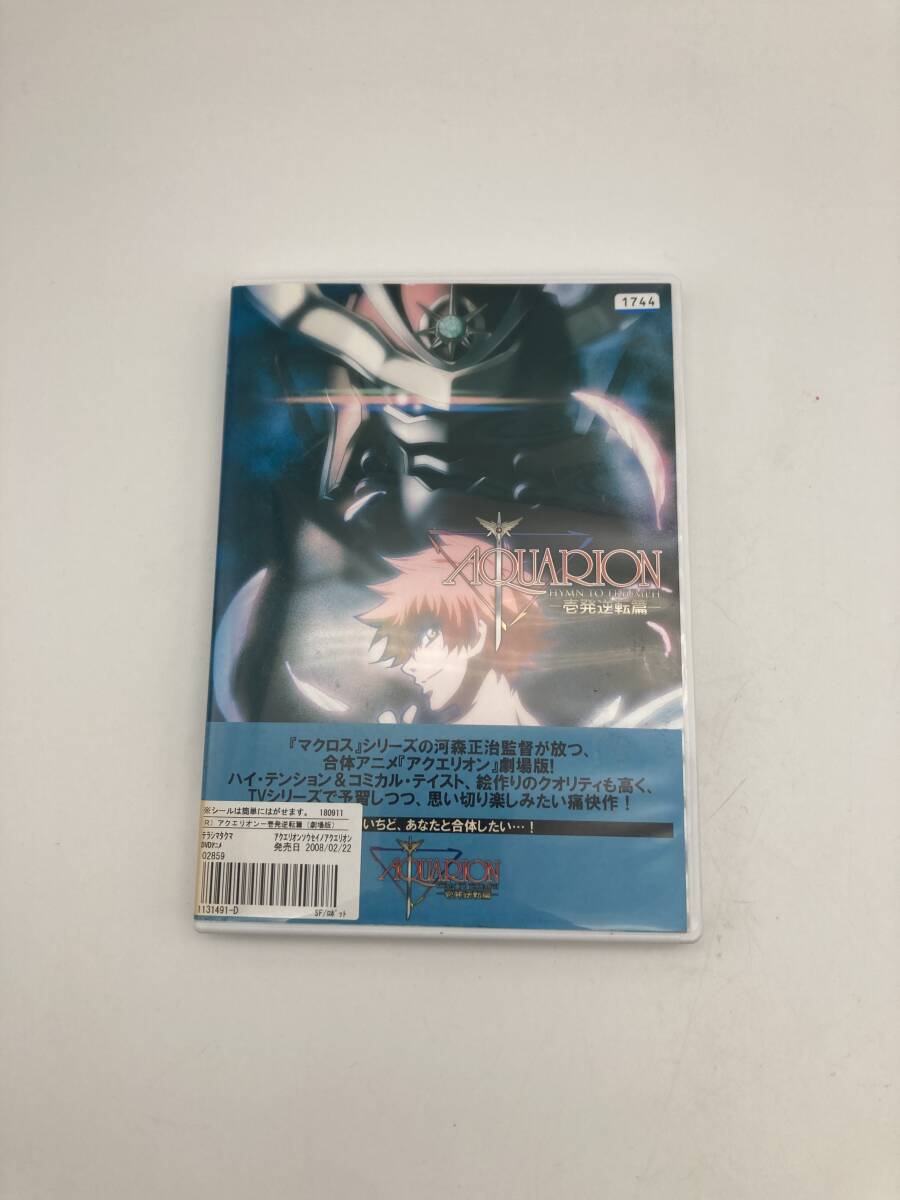 1744
AQUARION
HYMN TO TRIUMCH
壱発逆転篇
『マクロス』シリーズの河森正治監督が放つ、
合体アニメ『アクエリオン』劇場版!
ハイ・テンション&コミカル・テイスト、絵作りのクオリティも高く、
TVシリーズで予習しつつ、思い切り楽しみたい痛快作!
いちど、あなたと合体したい…!
※シールは簡単にはがせます。 180911
R) アクエリオン－壱発逆転篇 (劇場版)
テラシマタクマ アクエリオンソウセイノアクエリオン
DVDアニメ 発売日 2008/02/22
02859
1131491-D SF/ロボット
AQUARION
壱発逆転篇